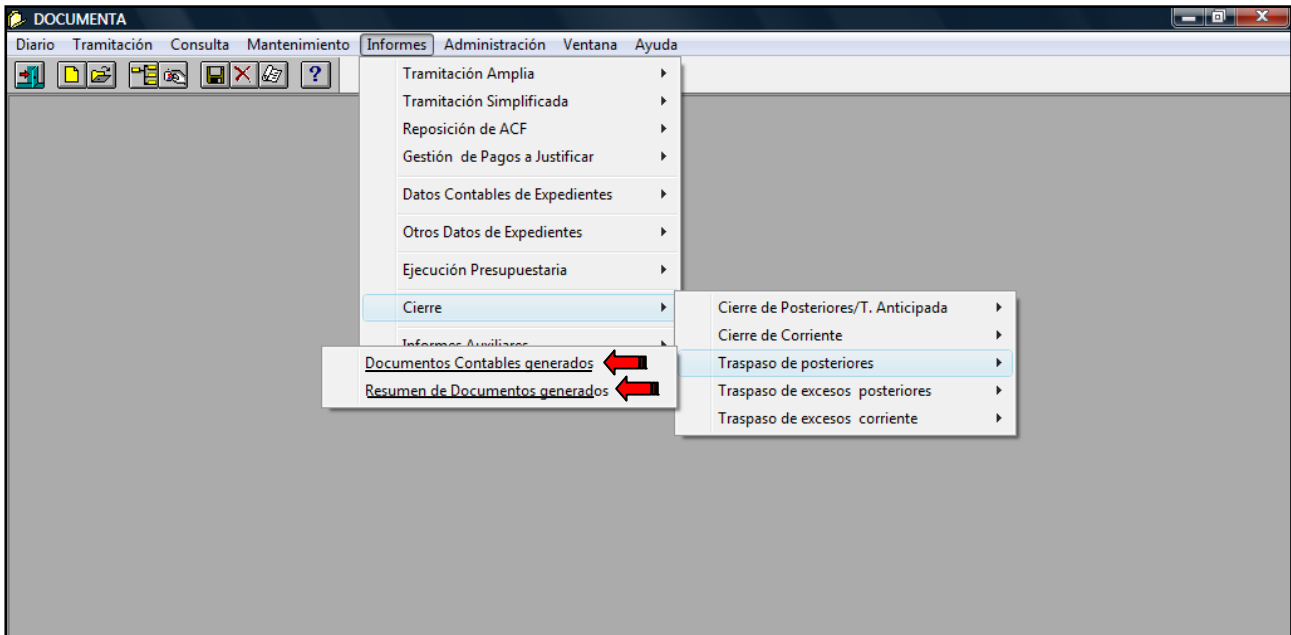 DOCUMENTA
Diario Tramitación Consulta Mantenimiento Informes Administración Ventana Ayuda
?
Tramitación Amplia
Tramitación Simplificada
Reposición de ACF
Gestión de Pagos a Justificar
Datos Contables de Expedientes
Otros Datos de Expedientes
Ejecución Presupuestaria
Cierre
Informes Auxiliares
Cierre de Posteriores/T. Anticipada
Cierre de Corriente
Traspaso de posteriores
Traspaso de excesos posteriores
Traspaso de excesos corriente
Documentos Contables generados
Resumen de Documentos generados